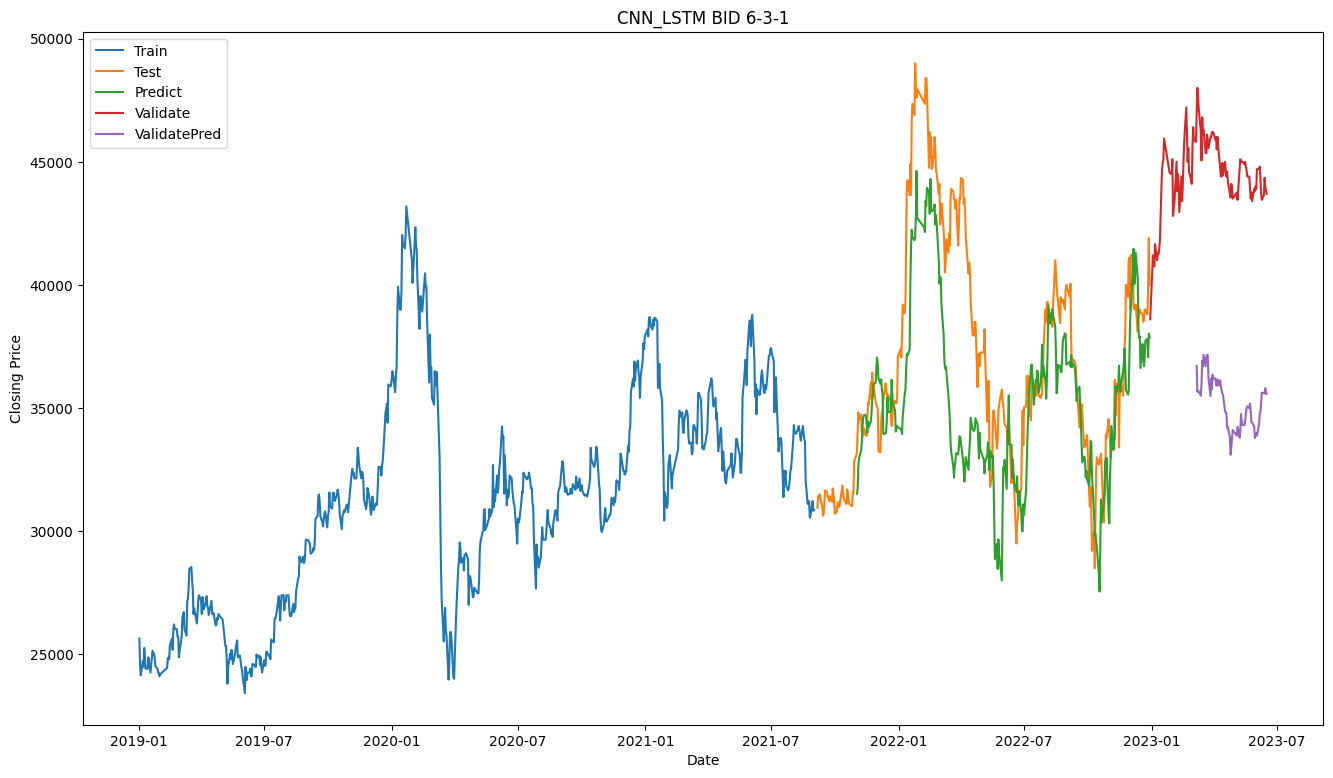 CNN_LSTM BID 6-3-1
Train
Test
Predict
Validate
ValidatePred
50000
45000
40000
35000
30000
25000
Closing Price
2019-01
2019-07
2020-01
2020-07
2021-01
2021-07
2022-01
2022-07
2023-01
2023-07
Date